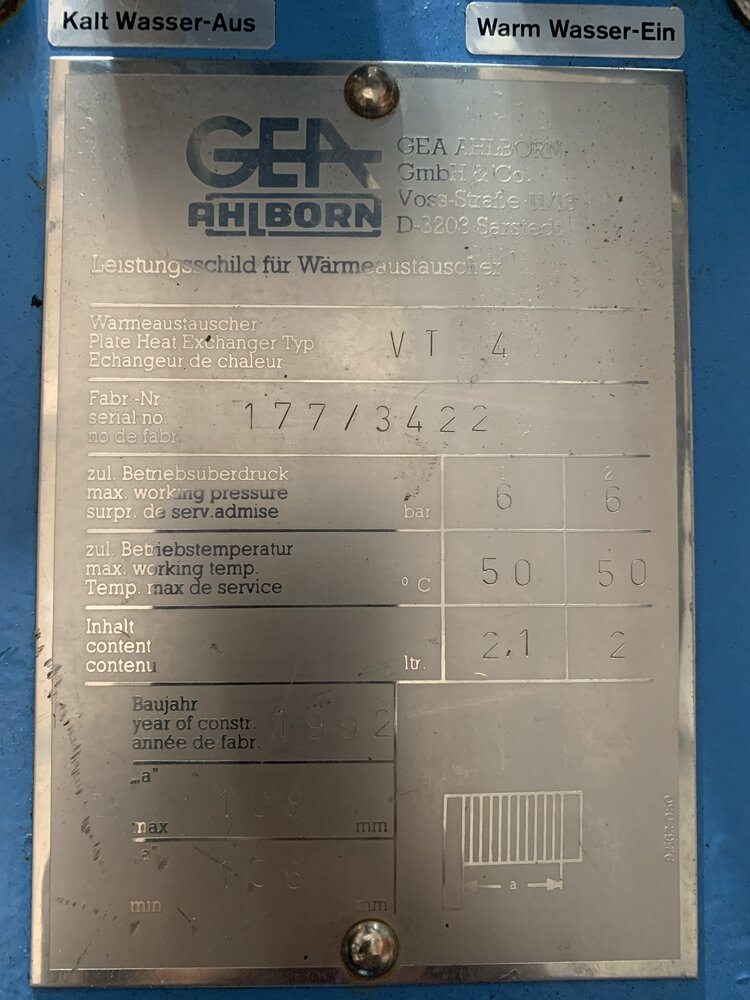 Kalt Wasser-Aus
Warm Wasser-Ein
GEA
AHLBORN
GEA AHLBORN
GmbH & Co.
Voss-Straße 11/13
D-3203 Sarstedt
Leistungsschild für Wärmeaustauscher
Wärmeaustauscher
Plate Heat Exchanger Typ
Echangeur de chaleur
VT 4
Fabr.-Nr.
serial no.
no de fabr.
177/3422
1 2
zul. Betriebsüberdruck
max. working pressure
surpr. de serv.admise
bar 6 6
zul. Betriebstemperatur
max. working temp.
Temp. max de service
°C 50 50
Inhalt
content
contenu
ltr. 2.1 2
Baujahr
year of constr.
année de fabr.
1992
„a"
max
mm
„a"
min
106
mm
a